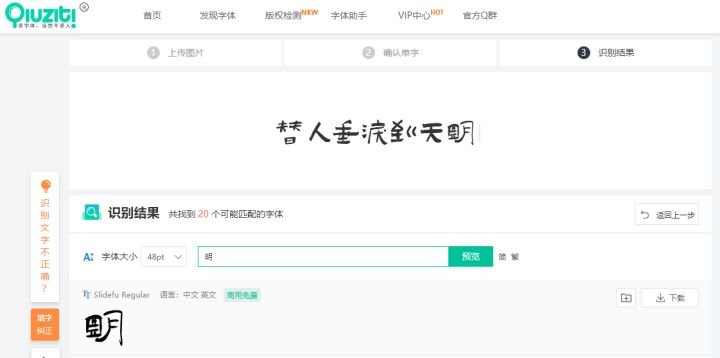 Qiuziti ®
求字体，当然不求人！
首页 发现字体 版权检测NEW 字体助手 VIP中心HOT 官方Q群
1 上传图片 2 确认单字 3 识别结果
替人垂淚到天明
识别文字不正确？
识别结果 共找到 20 个可能匹配的字体 返回上一步
字体大小 48pt 明 预览 简 繁
Slidefu Regular 语言：中文 英文 商用免费 下载
填字纠正
明